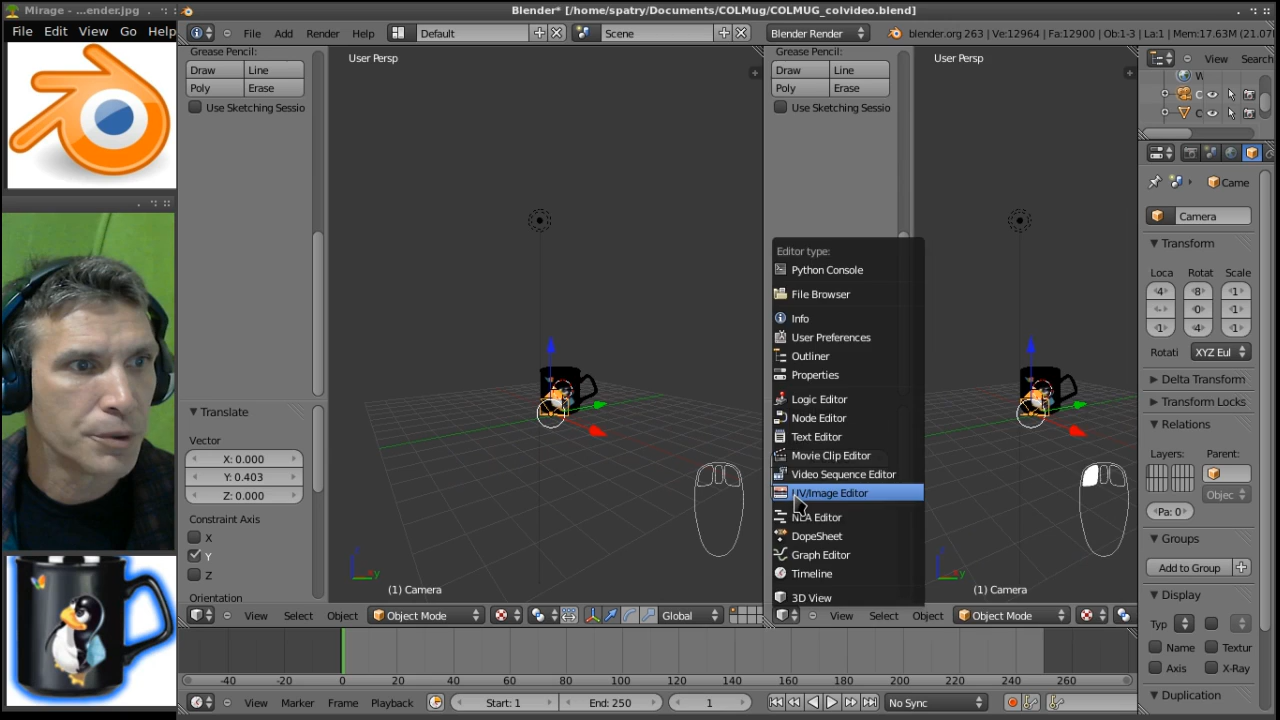 Mirage - ...ender.jpg
File Edit View Go Help
Blender* [/home/spatry/Documents/COLMug/COLMUG_colvideo.blend]
File Add Render Help
Default
Scene
Blender Render
blender.org 263 | Ve:12964 | Fa:12900 | Ob:1-3 | La:1 | Mem:17.63M (21.07
Grease Pencil:
Draw Line
Poly Erase
Use Sketching Sessio
User Persp
Grease Pencil:
Draw Line
Poly Erase
Use Sketching Sessio
User Persp
View Search
Translate
Vector
X: 0.000
Y: 0.403
Z: 0.000
Constraint Axis
X
Y
Z
Orientation
(1) Camera
View Select Object Object Mode Global
Editor type:
Python Console
File Browser
Info
User Preferences
Outliner
Properties
Logic Editor
Node Editor
Text Editor
Movie Clip Editor
Video Sequence Editor
UV/Image Editor
NLA Editor
DopeSheet
Graph Editor
Timeline
3D View
(1) Camera
View Select Object Object Mode
Came
Camera
Transform
Loca Rotat Scale
4 8 1
0 1
1 4 1
Rotati XYZ Eul
Delta Transform
Transform Locks
Relations
Layers: Parent:
Objec
Pa: 0
Groups
Add to Group
Display
Typ
Name Textur
Axis X-Ray
Duplication
-40 -20 0 20 40 60 80 100 120 140 160 180 200 220 240 260
View Marker Frame Playback Start: 1 End: 250 1 No Sync